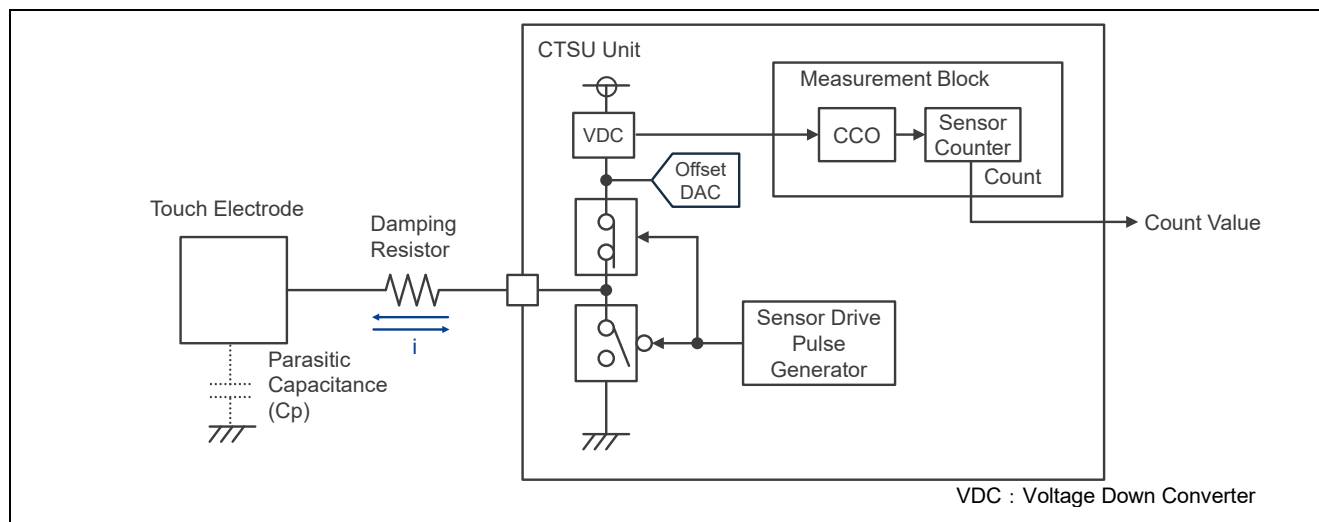 CTSU Unit
Measurement Block
VDC
CCO
Sensor
Counter
Offset
DAC
Count
Touch Electrode
Damping
Resistor
Count Value
i
Sensor Drive
Pulse
Generator
Parasitic
Capacitance
(Cp)
VDC : Voltage Down Converter